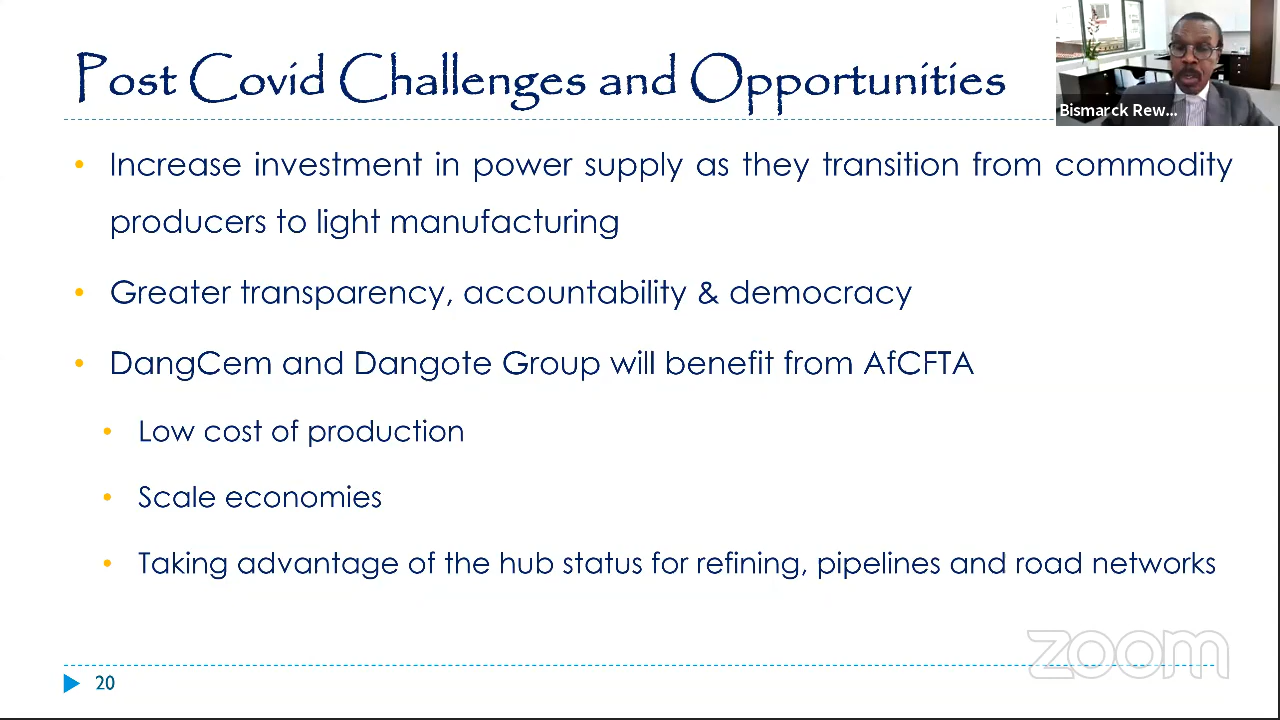 Post Covid Challenges and Opportunities
Bismarck Rew...
• Increase investment in power supply as they transition from commodity
producers to light manufacturing
• Greater transparency, accountability & democracy
• DangCem and Dangote Group will benefit from AfCFTA
• Low cost of production
• Scale economies
• Taking advantage of the hub status for refining, pipelines and road networks
zoom
20